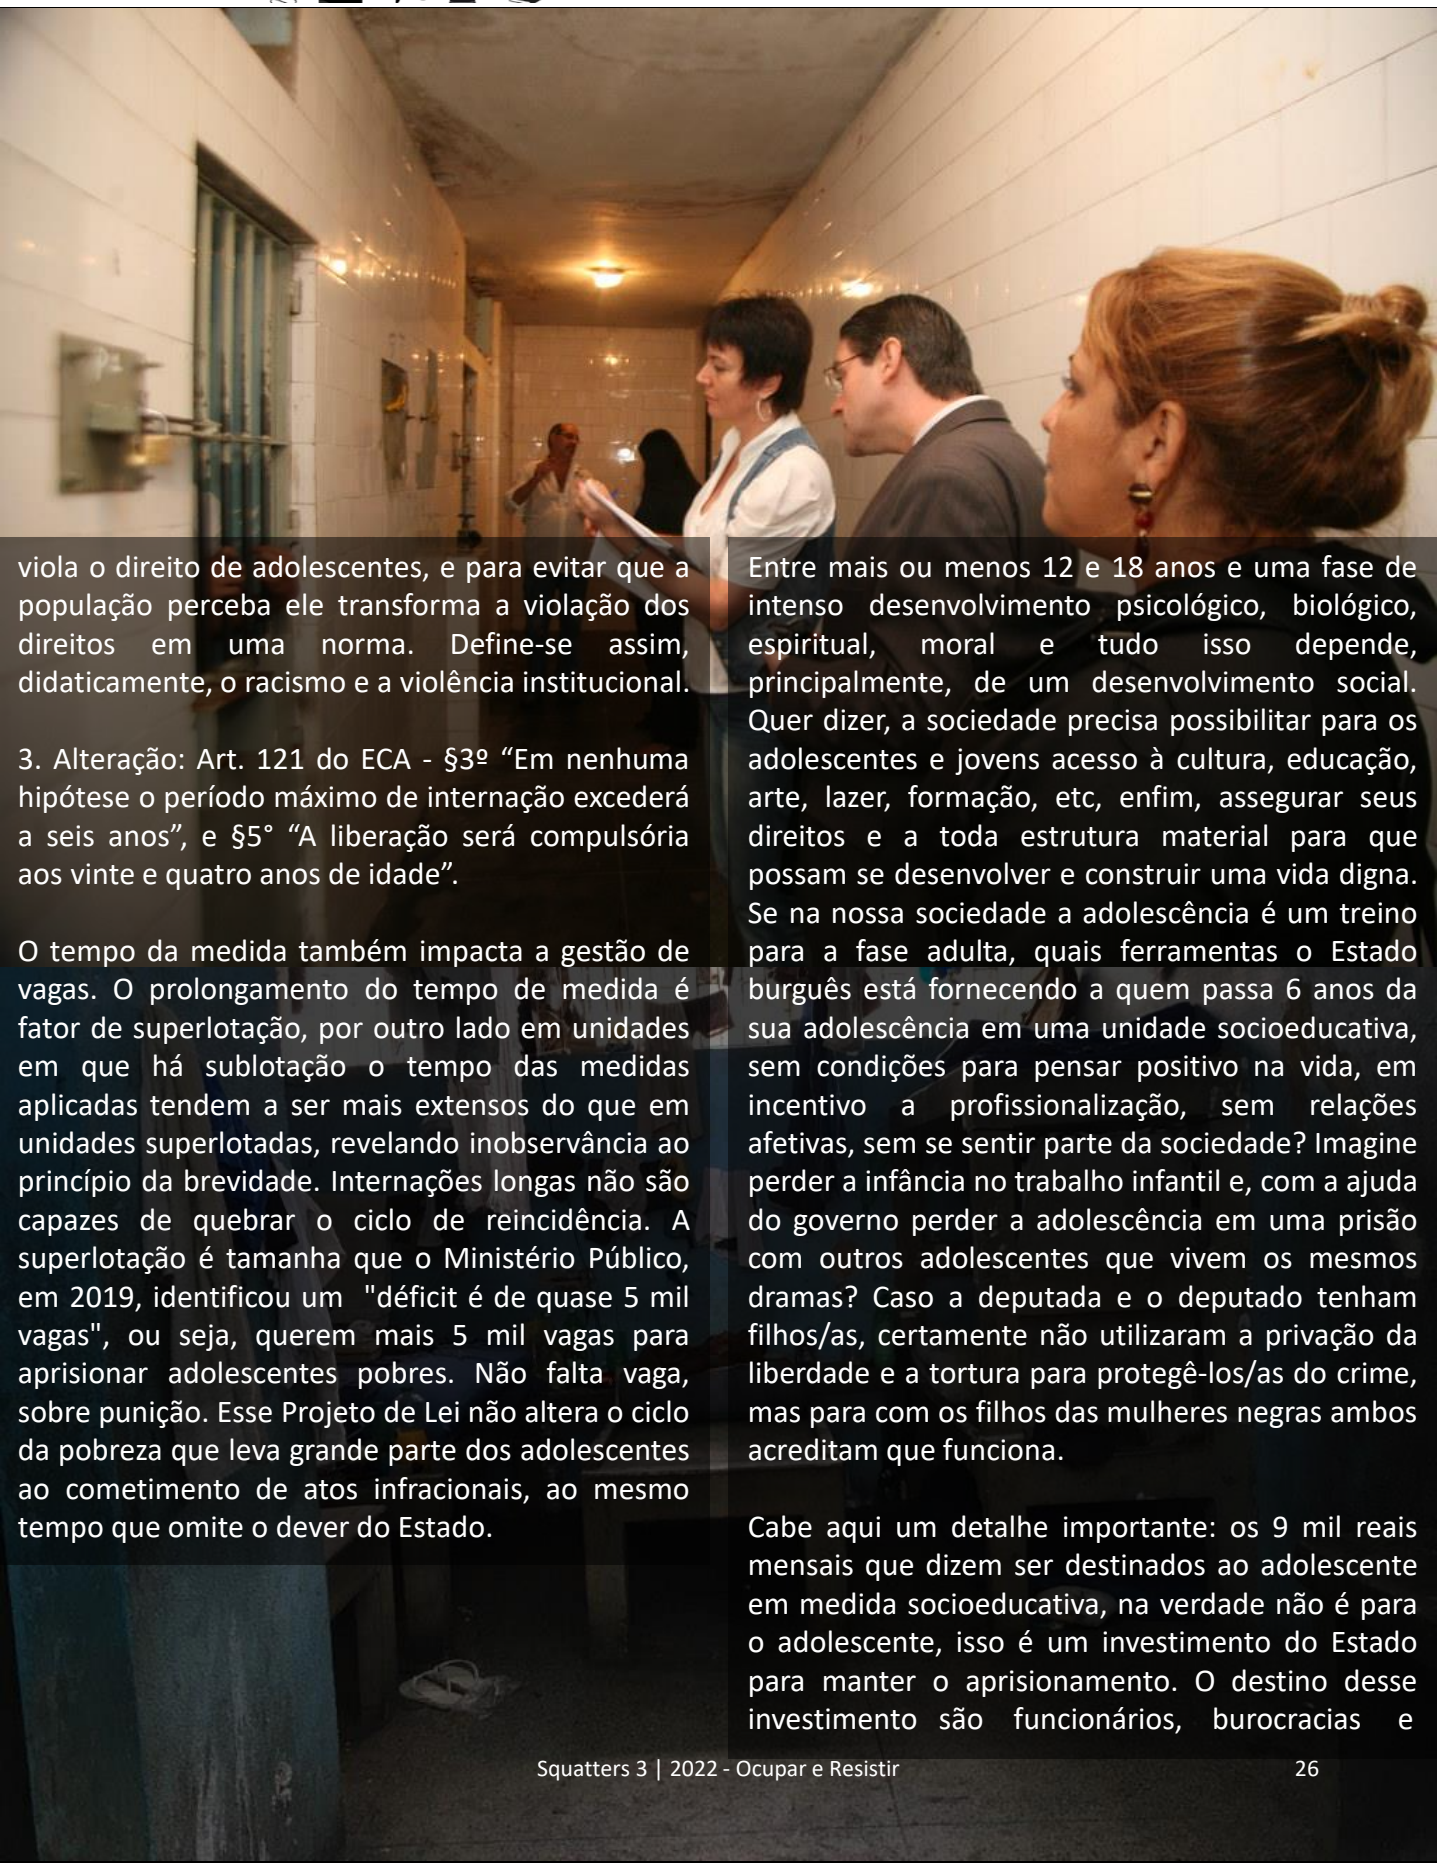 viola o direito de adolescentes, e para evitar que a
população perceba ele transforma a violação dos
direitos em uma norma. Define-se assim,
didaticamente, o racismo e a violência institucional.
3. Alteração: Art. 121 do ECA - §3º “Em nenhuma
hipótese o período máximo de internação excederá
a seis anos”, e §5° “A liberação será compulsória
aos vinte e quatro anos de idade”.
O tempo da medida também impacta a gestão de
vagas. O prolongamento do tempo de medida é
fator de superlotação, por outro lado em unidades
em que há sublotação o tempo das medidas
aplicadas tendem a ser mais extensos do que em
unidades superlotadas, revelando inobservância ao
princípio da brevidade. Internações longas não são
capazes de quebrar o ciclo de reincidência. A
superlotação é tamanha que o Ministério Público,
em 2019, identificou um "déficit é de quase 5 mil
vagas", ou seja, querem mais 5 mil vagas para
aprisionar adolescentes pobres. Não falta vaga,
sobre punição. Esse Projeto de Lei não altera o ciclo
da pobreza que leva grande parte dos adolescentes
ao cometimento de atos infracionais, ao mesmo
tempo que omite o dever do Estado.
Entre mais ou menos 12 e 18 anos e uma fase de
intenso desenvolvimento psicológico, biológico,
espiritual, moral e tudo isso depende,
principalmente, de um desenvolvimento social.
Quer dizer, a sociedade precisa possibilitar para os
adolescentes e jovens acesso à cultura, educação,
arte, lazer, formação, etc, enfim, assegurar seus
direitos e a toda estrutura material para que
possam se desenvolver e construir uma vida digna.
Se na nossa sociedade a adolescência é um treino
para a fase adulta, quais ferramentas o Estado
burguês está fornecendo a quem passa 6 anos da
sua adolescência em uma unidade socioeducativa,
sem condições para pensar positivo na vida, em
incentivo a profissionalização, sem relações
afetivas, sem se sentir parte da sociedade? Imagine
perder a infância no trabalho infantil e, com a ajuda
do governo perder a adolescência em uma prisão
com outros adolescentes que vivem os mesmos
dramas? Caso a deputada e o deputado tenham
filhos/as, certamente não utilizaram a privação da
liberdade e a tortura para protegê-los/as do crime,
mas para com os filhos das mulheres negras ambos
acreditam que funciona.
Cabe aqui um detalhe importante: os 9 mil reais
mensais que dizem ser destinados ao adolescente
em medida socioeducativa, na verdade não é para
o adolescente, isso é um investimento do Estado
para manter o aprisionamento. O destino desse
investimento são funcionários, burocracias e
Squatters 3 | 2022 - Ocupar e Resistir 26